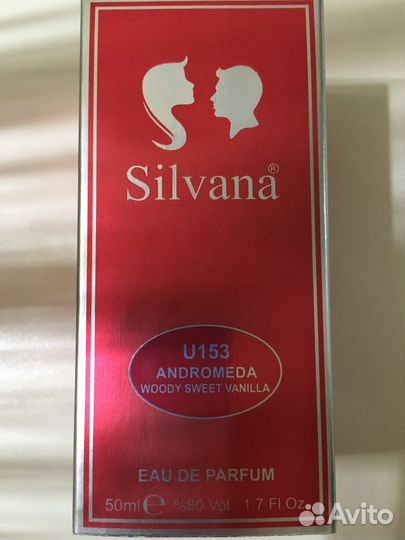 Silvana®
U153
ANDROMEDA
WOODY SWEET VANILLA
EAU DE PARFUM
50ml ℮ %80 Vol 1.7 Fl.Oz.
Avito